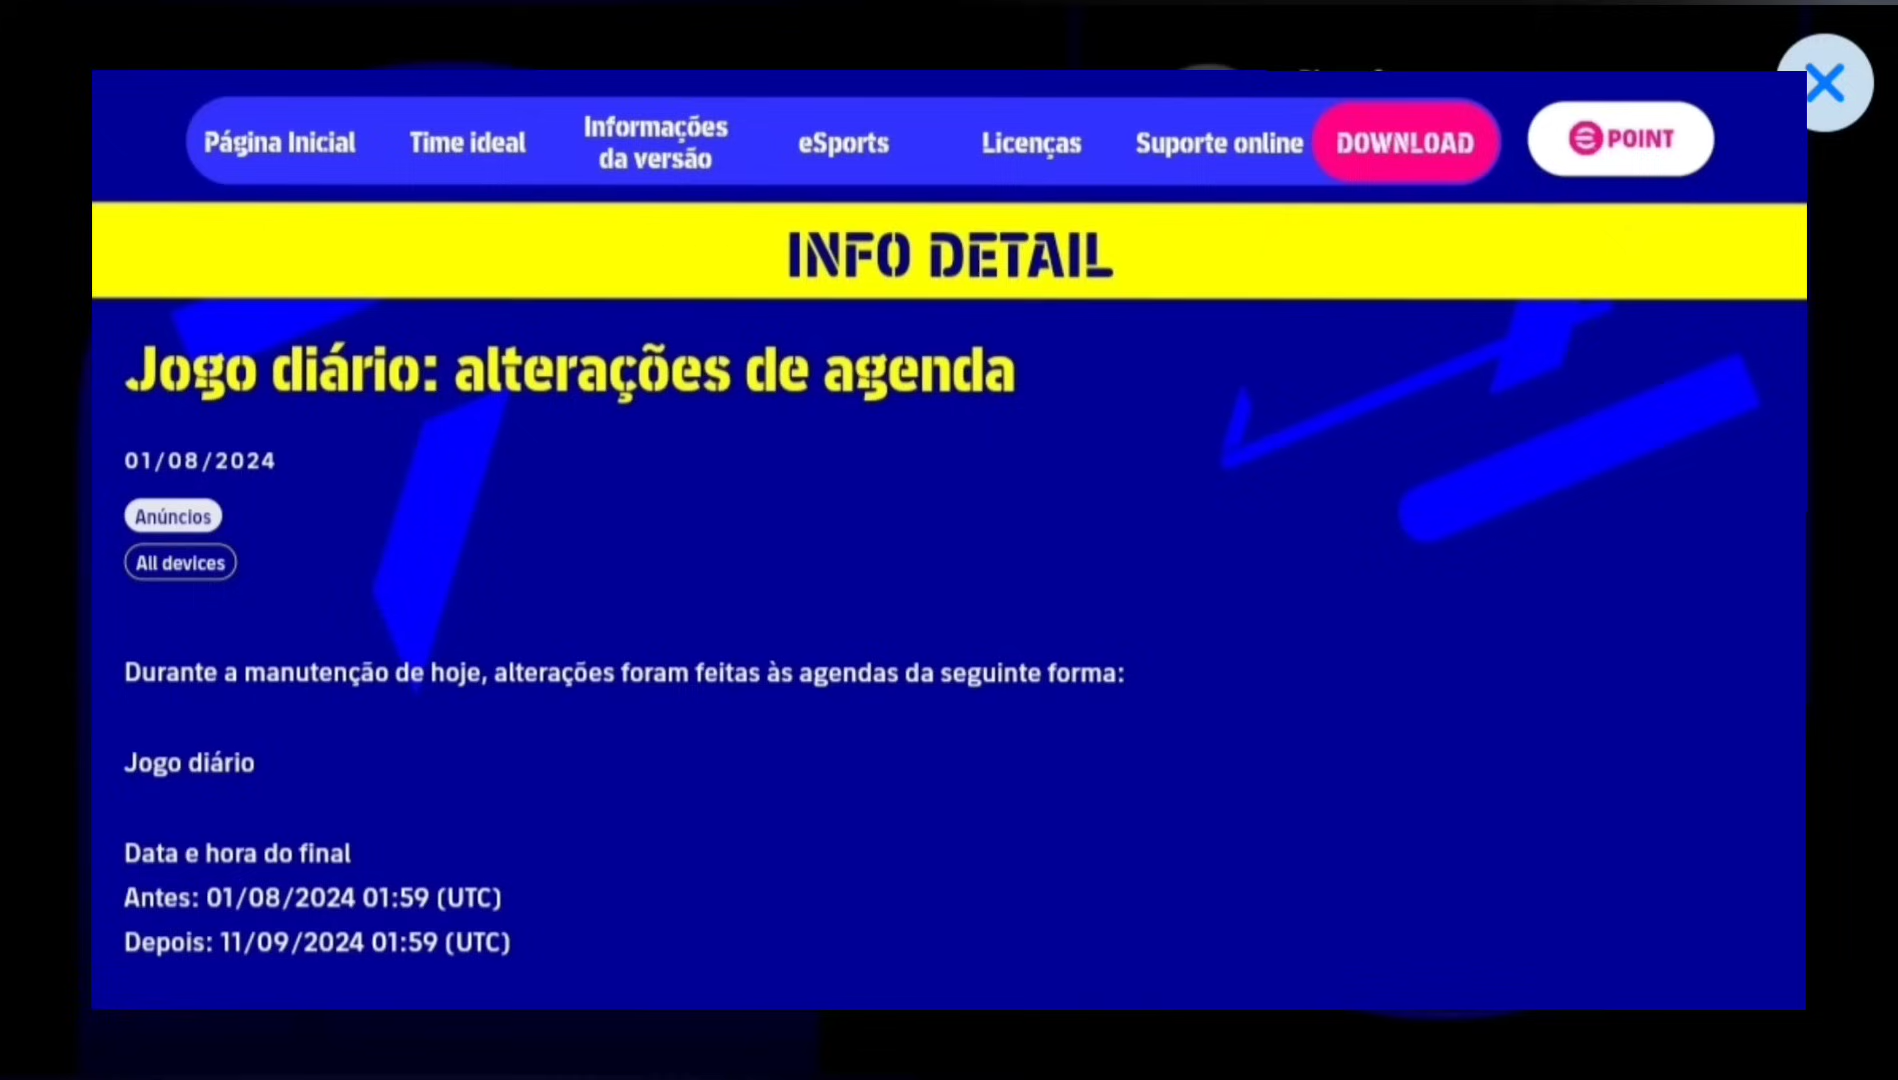 Página Inicial
Time ideal
Informações
da versão
eSports
Licenças
Suporte online
DOWNLOAD
POINT
INFO DETAIL
Jogo diário: alterações de agenda
01/08/2024
Anúncios
All devices
Durante a manutenção de hoje, alterações foram feitas às agendas da seguinte forma:
Jogo diário
Data e hora do final
Antes: 01/08/2024 01:59 (UTC)
Depois: 11/09/2024 01:59 (UTC)